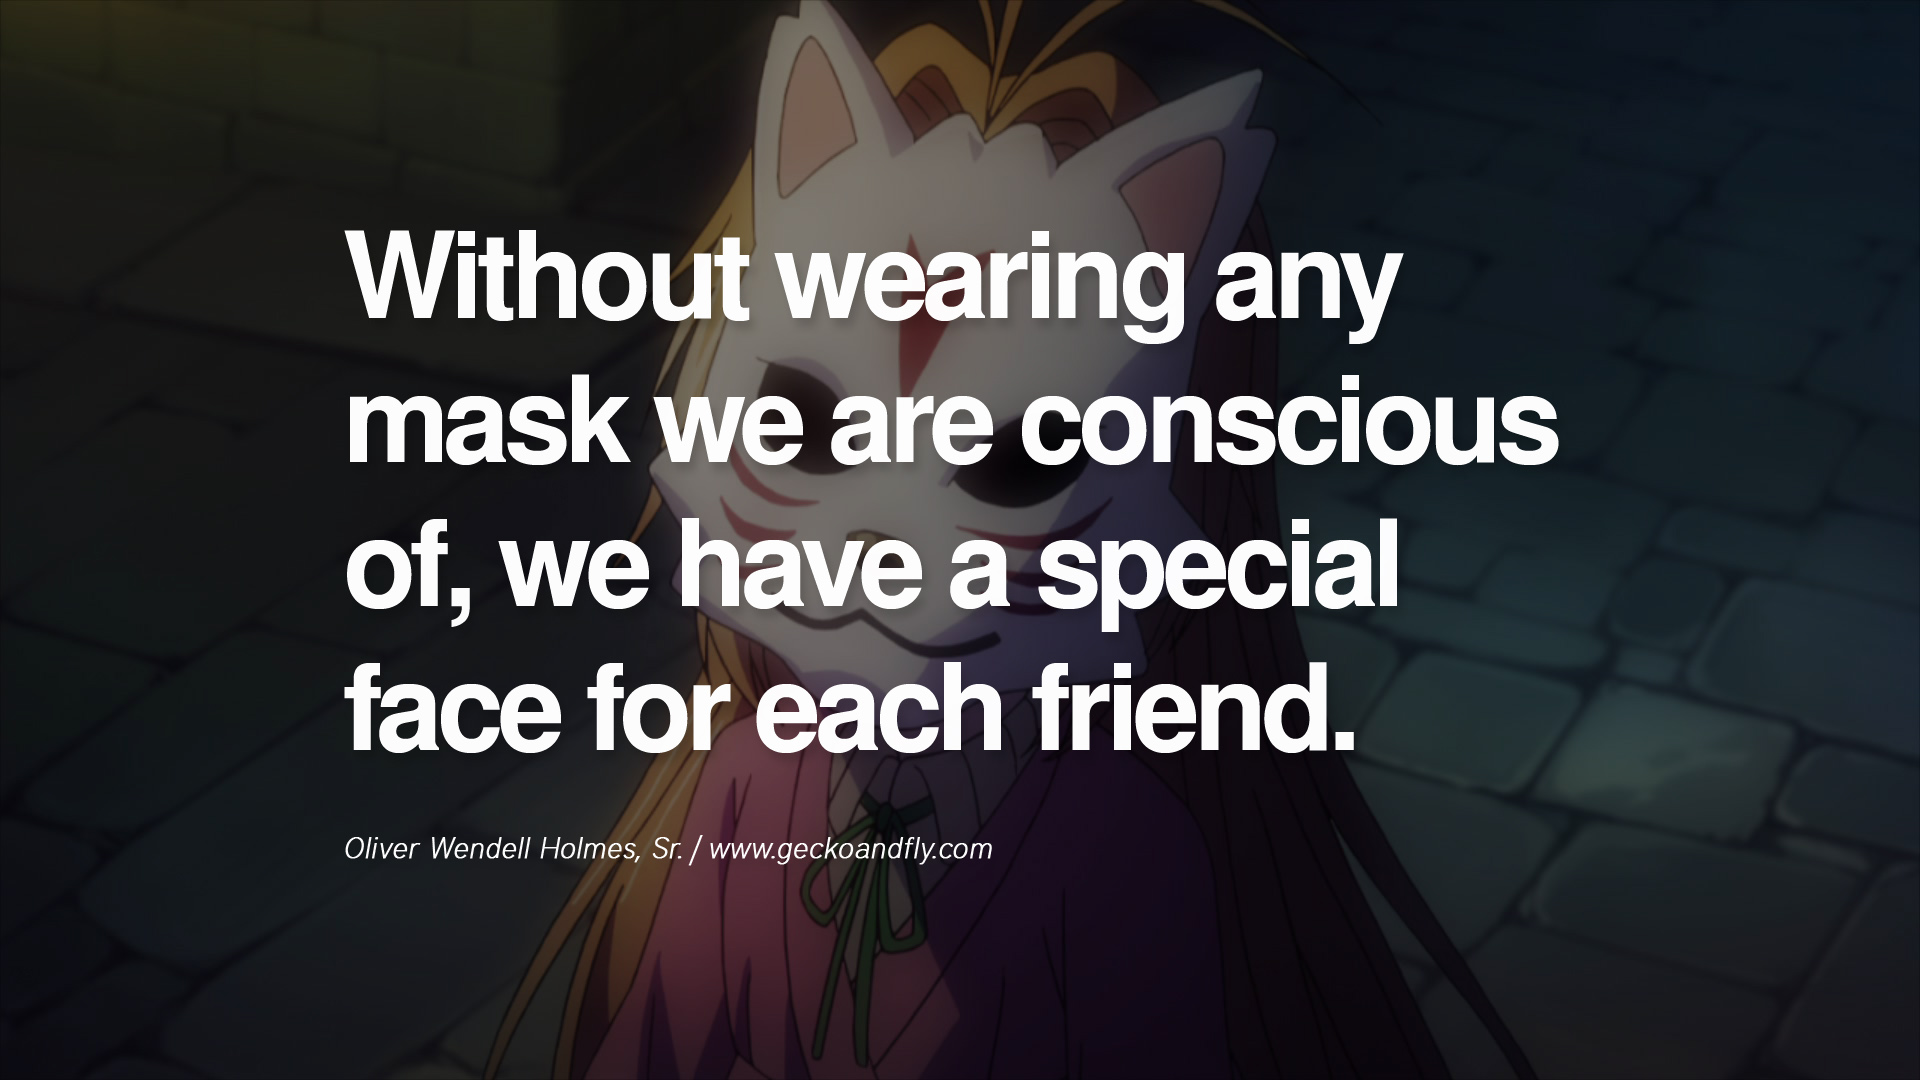 Without wearing any
mask we are conscious
of, we have a special
face for each friend.
Oliver Wendell Holmes, Sr. / www.geckoandfly.com